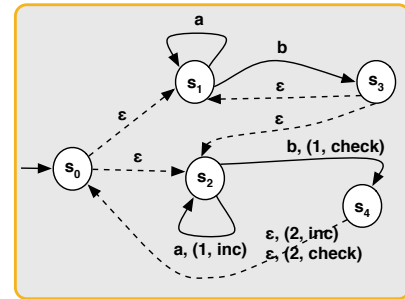 a
b
s1
s3
ε
ε
ε
s0
ε
b, (1, check)
s2
s4
ε, (2, inc)
a, (1, inc)
ε, (2, check)